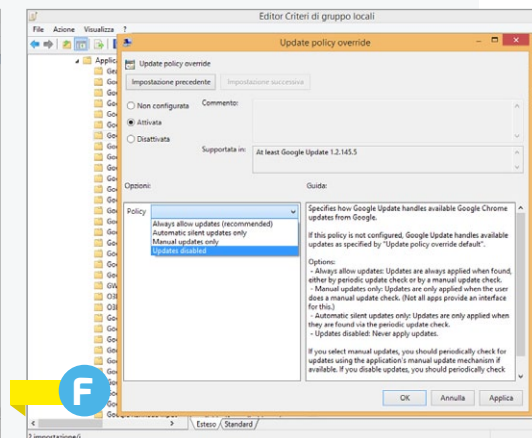 Editor Criteri di gruppo locali
File Azione Visualizza ?
Update policy override
Update policy override
Impostazione precedente
Impostazione successiva
Non configurata
Commento:
Attivata
Disattivata
Supportata in:
At least Google Update 1.2.145.5
Opzioni:
Guida:
Policy
Always allow updates (recommended)
Automatic silent updates only
Manual updates only
Updates disabled
Specifies how Google Update handles available Google Chrome
updates from Google.
If this policy is not configured, Google Update handles available
updates as specified by "Update policy override default".
Options:
- Always allow updates: Updates are always applied when found,
either by periodic update check or by a manual update check.
- Manual updates only: Updates are only applied when the user
does a manual update check. (Not all apps provide an interface
for this.)
- Automatic silent updates only: Updates are only applied when
they are found via the periodic update check.
- Updates disabled: Never apply updates.
If you select manual updates, you should periodically check for
updates using the application's manual update mechanism if
available. If you disable updates, you should periodically check
OK
Annulla
Applica
F
Esteso
Standard